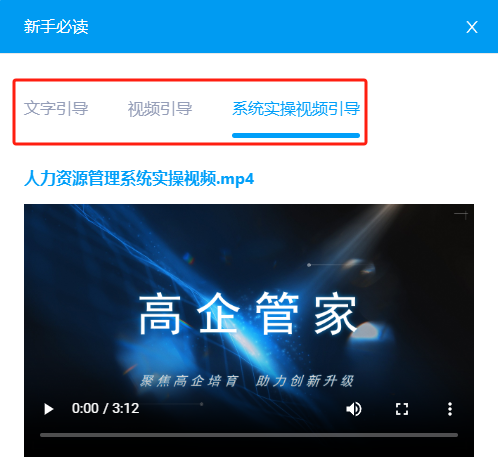 新手必读 X
文字引导 视频引导 系统实操视频引导
人力资源管理系统实操视频.mp4
高企管家
聚焦高企培育 助力创新升级
0:00 / 3:12